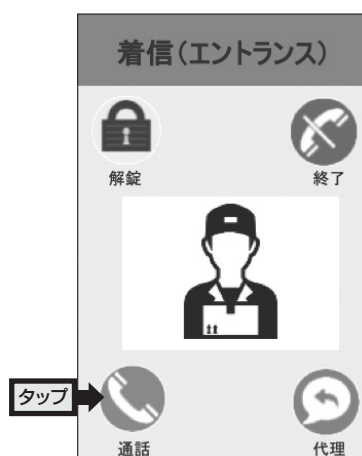 着信(エントランス)
解錠
終了
タップ
通話
代理